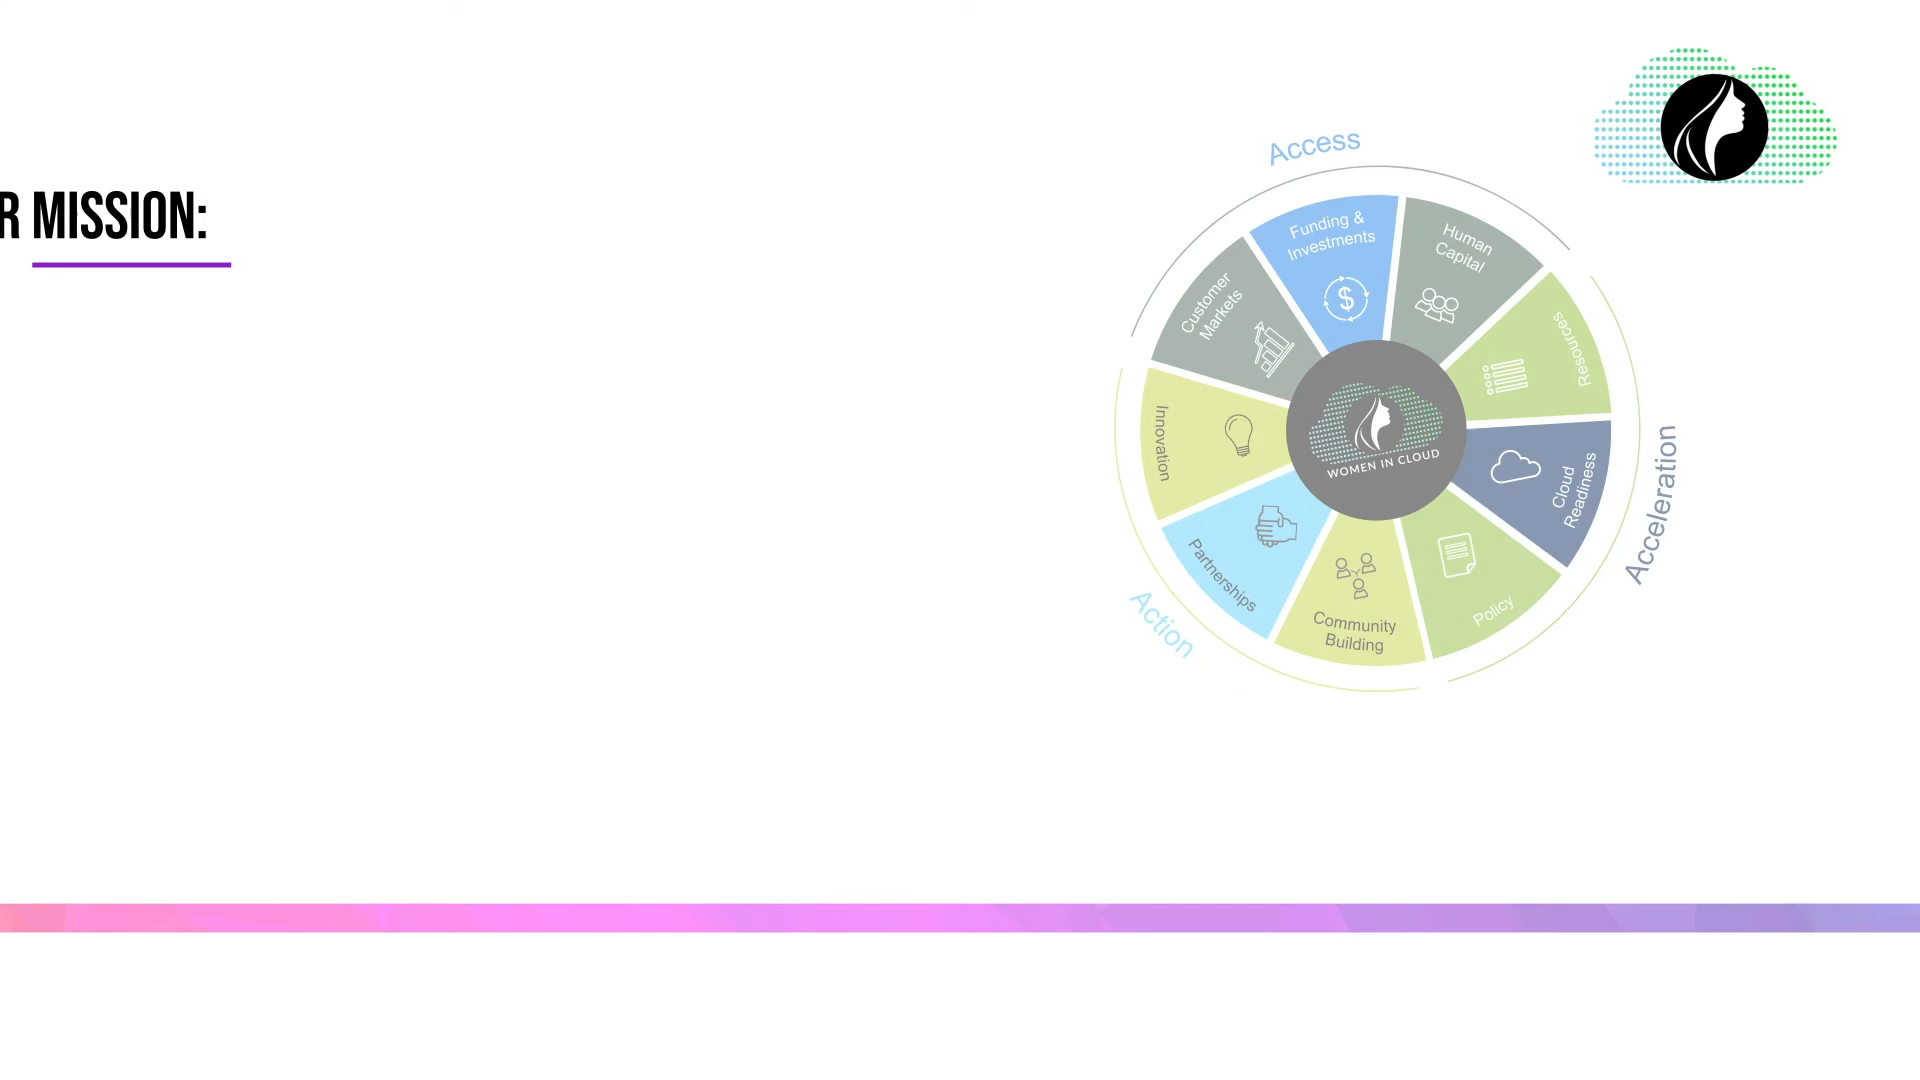 R MISSION:
Access
Funding &
Investments
Human
Capital
Customer
Markets
Resources
Innovation
WOMEN IN CLOUD
Cloud
Readiness
Acceleration
Partnerships
Action
Policy
Community
Building